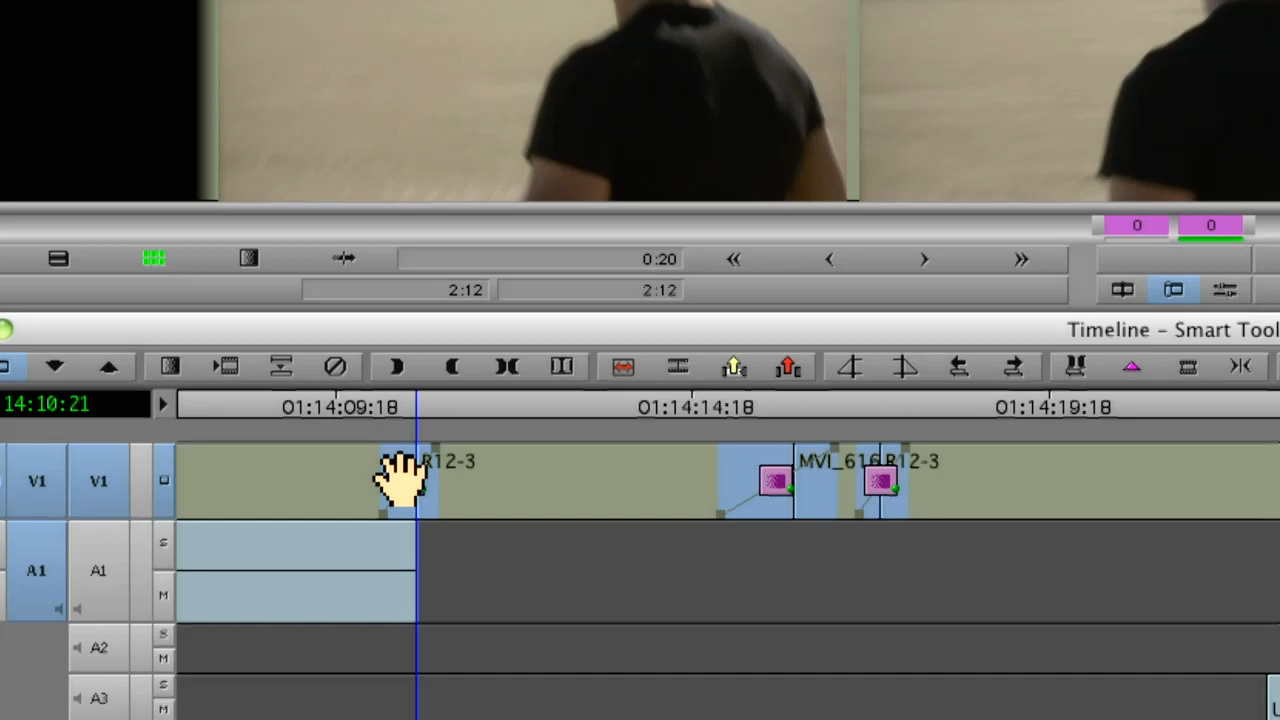 0 0
0:20
2:12 2:12
Timeline - Smart Tool
14:10:21 01:14:09:18 01:14:14:18 01:14:19:18
V1 V1 R12-3 MVI_616 R12-3
S
A1 A1
M
S
A2
M
S
A3
M